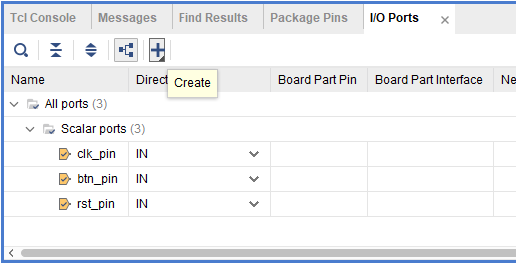 Tcl Console Messages Find Results Package Pins I/O Ports
Name Direct Board Part Pin Board Part Interface Ne
Create
All ports (3)
Scalar ports (3)
clk_pin IN
btn_pin IN
rst_pin IN